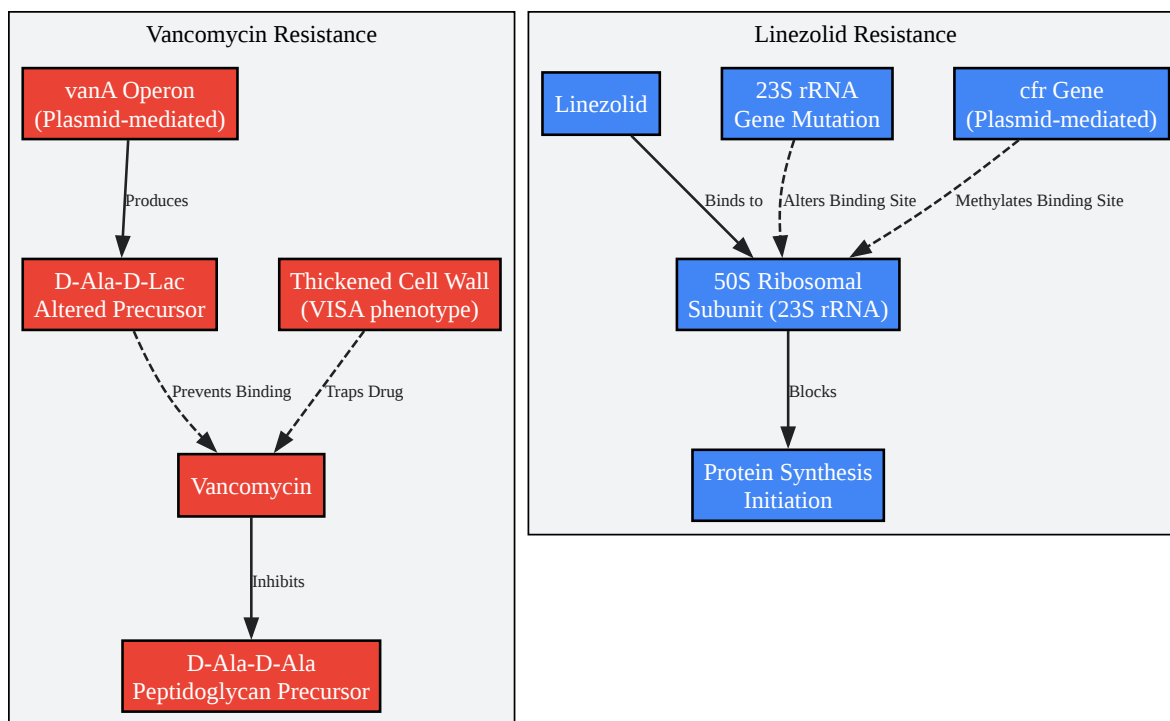 Vancomycin Resistance
vanA Operon
(Plasmid-mediated)
Produces
D-Ala-D-Lac
Altered Precursor
Thickened Cell Wall
(VISA phenotype)
Prevents Binding
Traps Drug
Vancomycin
Inhibits
D-Ala-D-Ala
Peptidoglycan Precursor
Linezolid Resistance
Linezolid
23S rRNA
Gene Mutation
cfr Gene
(Plasmid-mediated)
Binds to
Alters Binding Site
Methylates Binding Site
50S Ribosomal
Subunit (23S rRNA)
Blocks
Protein Synthesis
Initiation